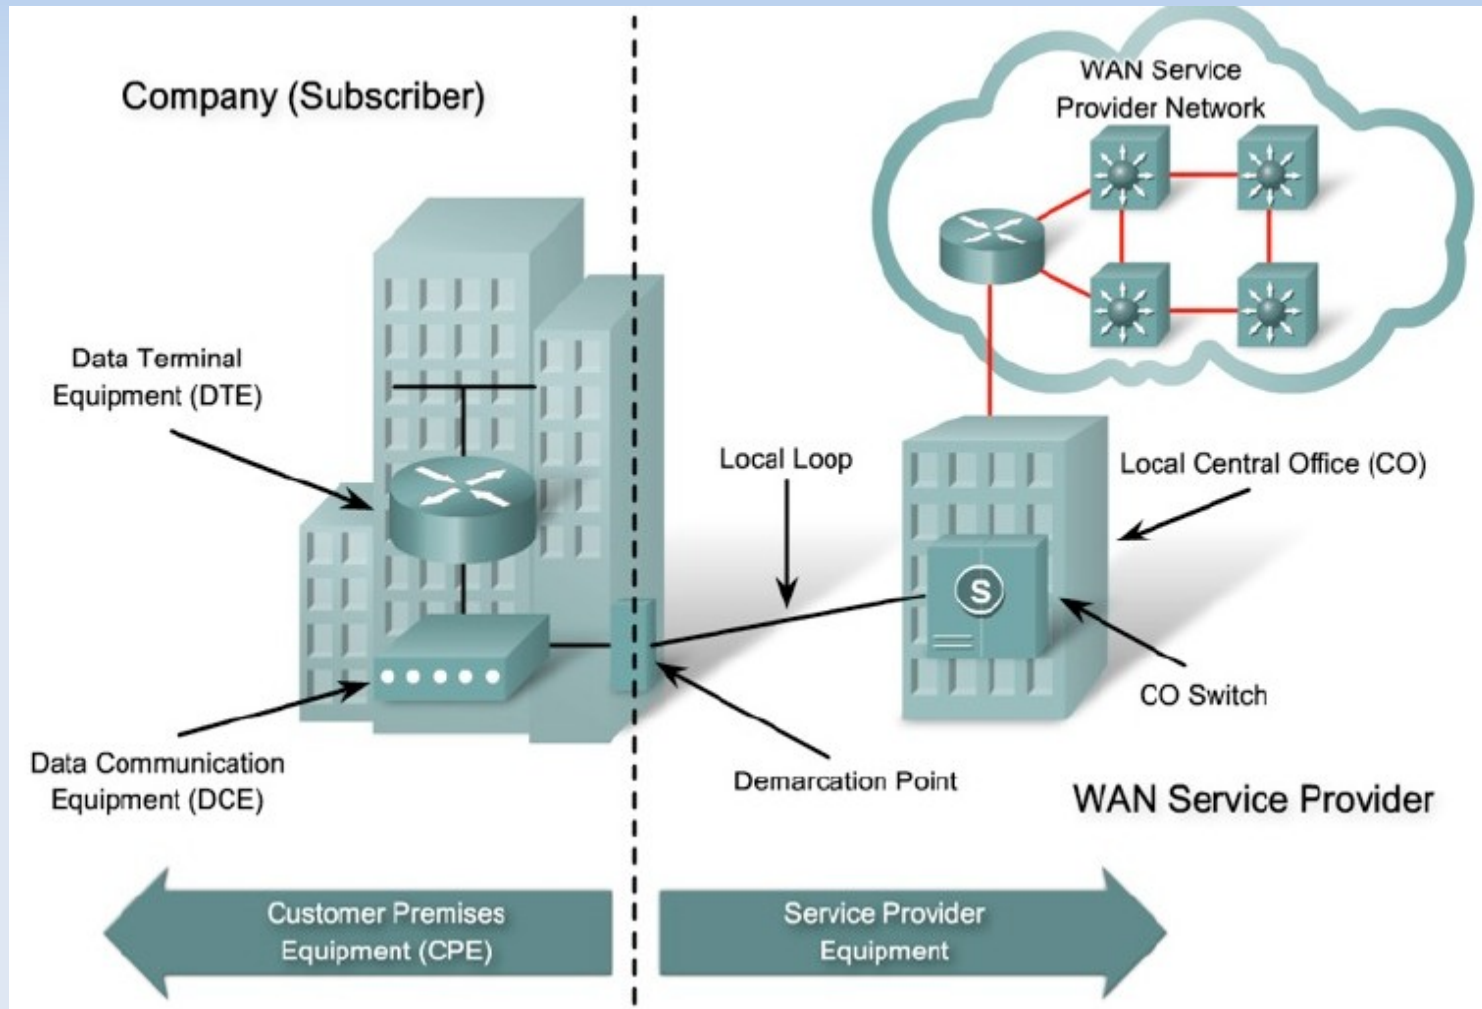 Company (Subscriber)
WAN Service
Provider Network
Data Terminal
Equipment (DTE)
Local Loop
Local Central Office (CO)
S
CO Switch
Data Communication
Equipment (DCE)
Demarcation Point
WAN Service Provider
Customer Premises
Equipment (CPE)
Service Provider
Equipment